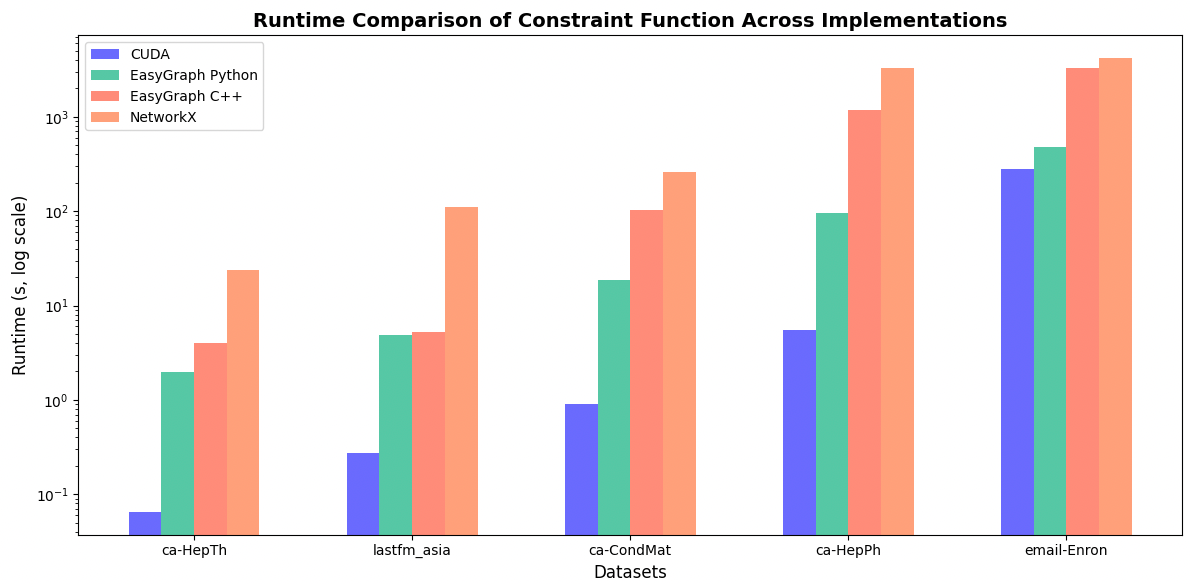 Runtime Comparison of Constraint Function Across Implementations
CUDA
EasyGraph Python
EasyGraph C++
NetworkX
Runtime (s, log scale)
10³
10²
10¹
10⁰
10⁻¹
ca-HepTh
lastfm_asia
ca-CondMat
ca-HepPh
email-Enron
Datasets